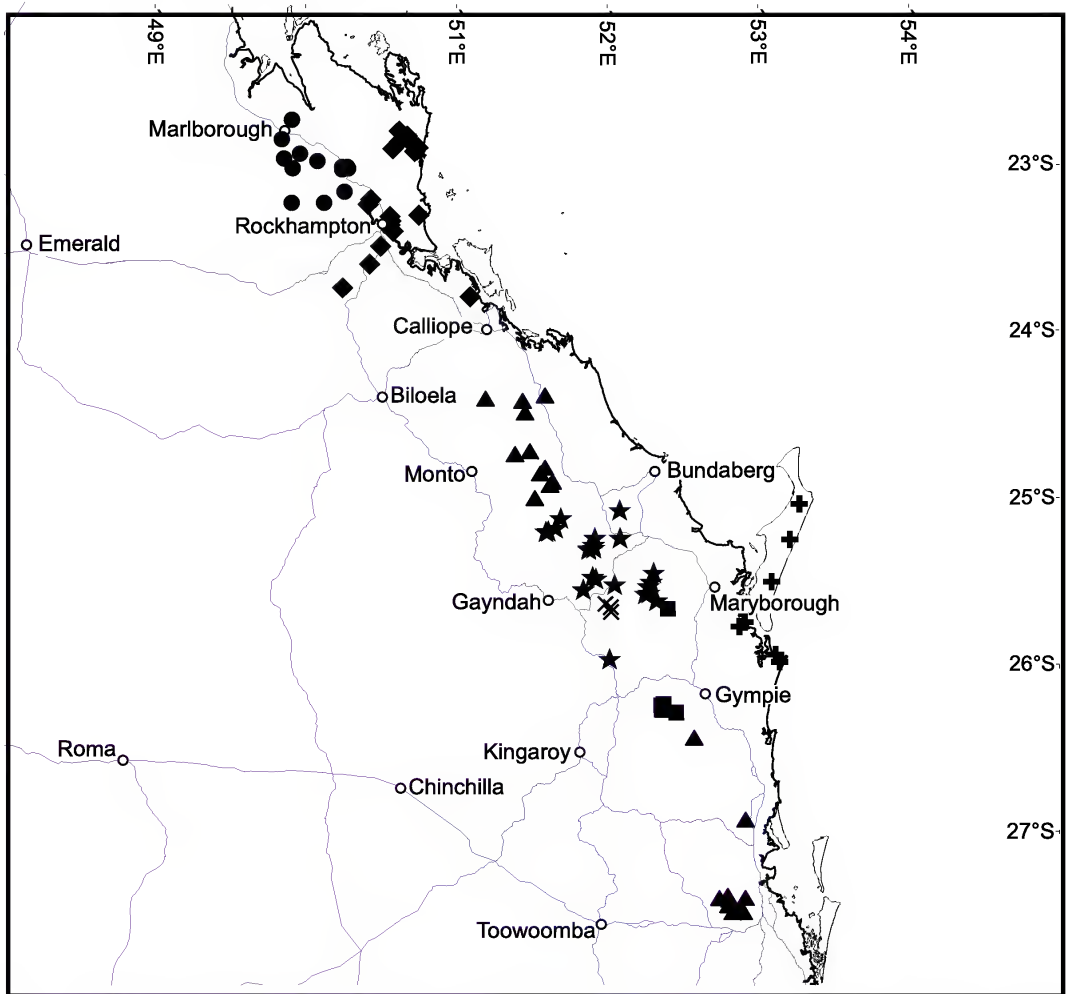 49°E
51°E
52°E
53°E
54°E
Marlborough
23°S
Rockhampton
Emerald
Calliope
24°S
Biloela
Monto
Bundaberg
25°S
Gayndah
Maryborough
26°S
Gympie
Roma
Kingaroy
Chinchilla
27°S
Toowoomba